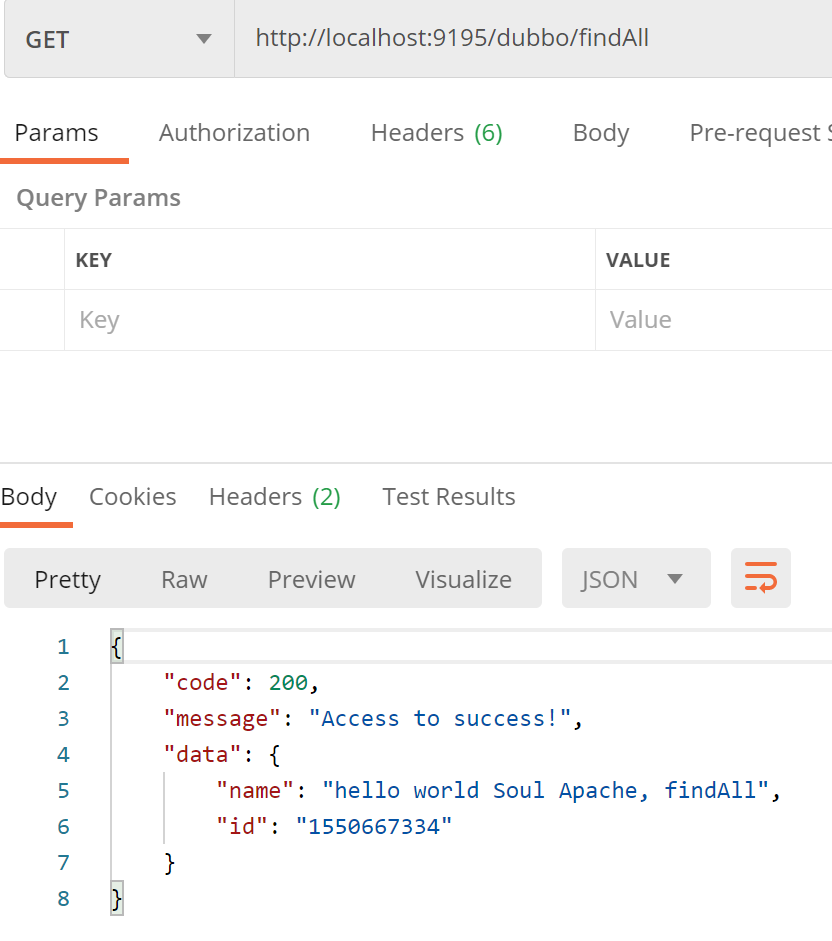 GET http://localhost:9195/dubbo/findAll
Params Authorization Headers (6) Body Pre-request S
Query Params
KEY VALUE
Key Value
Body Cookies Headers (2) Test Results
Pretty Raw Preview Visualize JSON
1 {
2 "code": 200,
3 "message": "Access to success!",
4 "data": {
5 "name": "hello world Soul Apache, findAll",
6 "id": "1550667334"
7 }
8 }